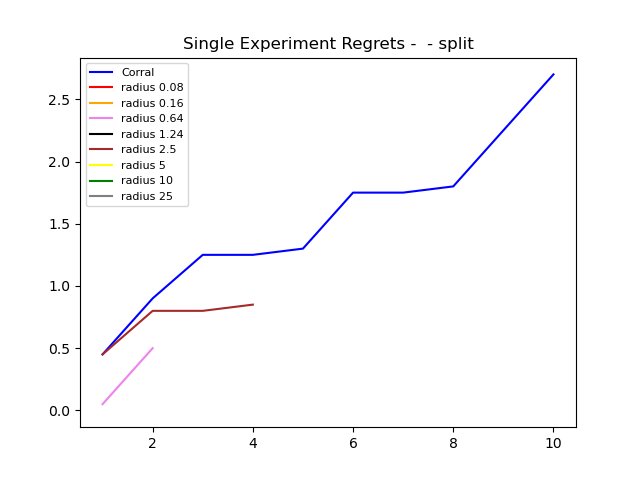 Single Experiment Regrets -  - split
Corral
radius 0.08
radius 0.16
radius 0.64
radius 1.24
radius 2.5
radius 5
radius 10
radius 25
2.5
2.0
1.5
1.0
0.5
0.0
2 4 6 8 10